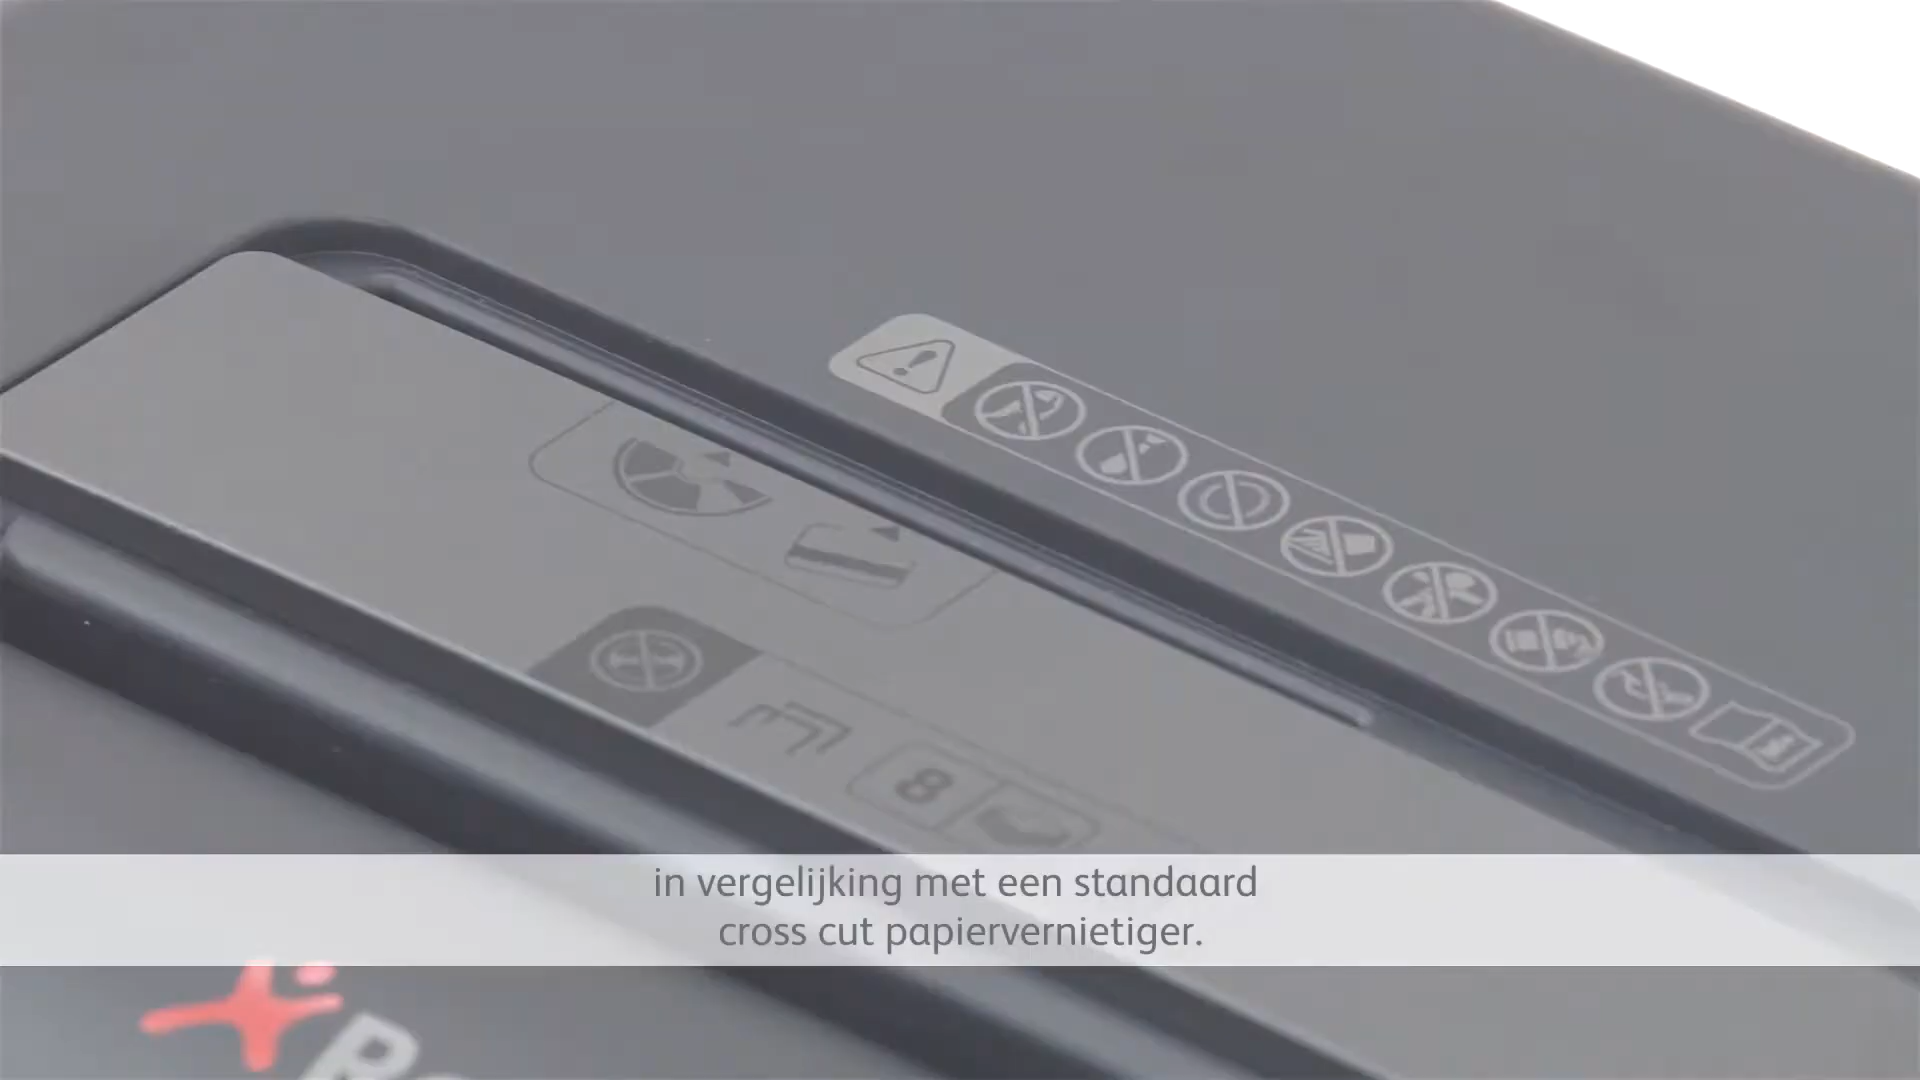 8
in vergelijking met een standaard
cross cut papiervernietiger.